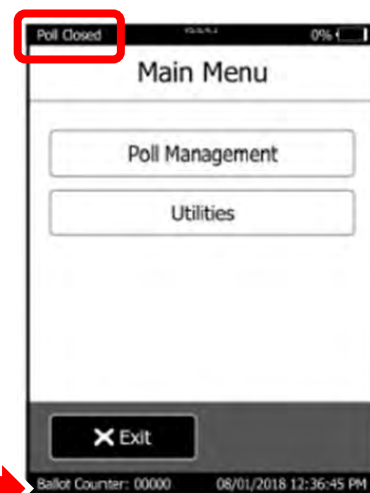 Poll Closed 0%
Main Menu
Poll Management
Utilities
Exit
Ballot Counter: 00000 08/01/2018 12:36:45 PM